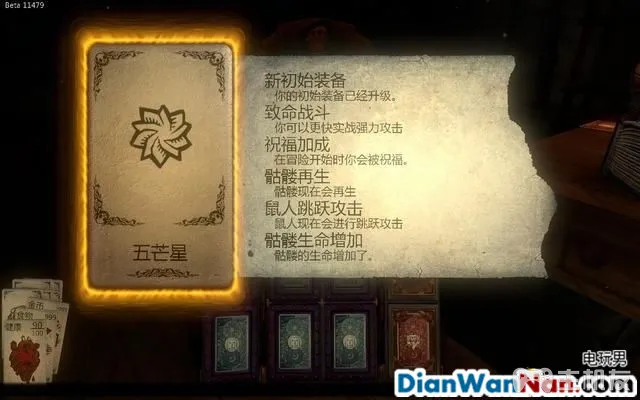 Beta 11479
新初始装备
你的初始装备已经升级。
致命战斗
你可以更快实战强力攻击
祝福加成
在冒险开始时你会被祝福。
骷髅再生
骷髅现在会再生
鼠人跳跃攻击
鼠人现在会进行跳跃攻击
骷髅生命增加
骷髅的生命增加了。
五芒星
金币
食物 999
健康 90
100
电玩男
DianWanNan.com